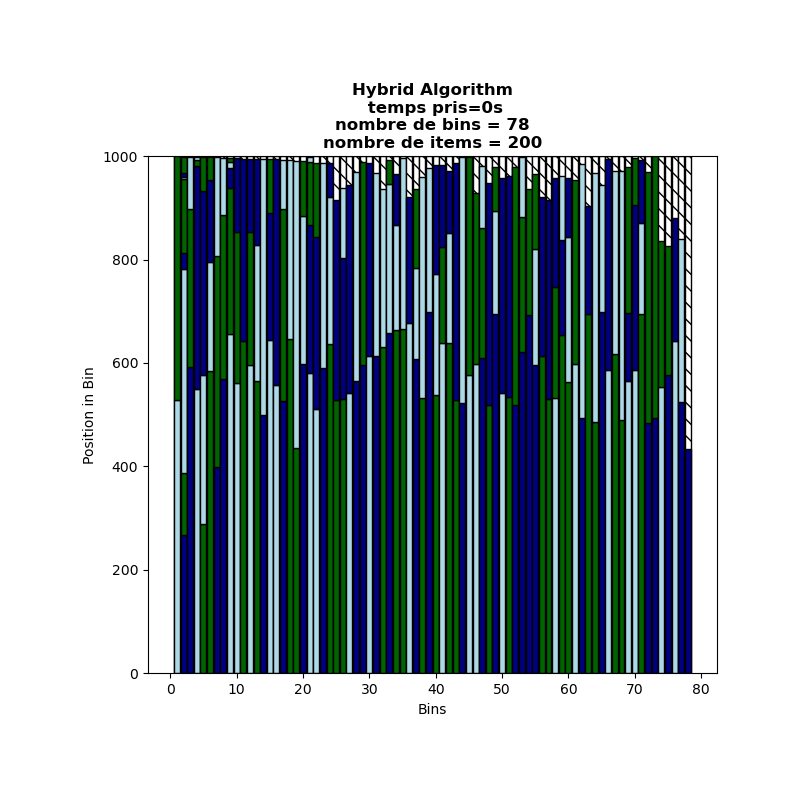 Hybrid Algorithm
temps pris=0s
nombre de bins = 78
nombre de items = 200
1000
800
600
400
200
0
Position in Bin
0 10 20 30 40 50 60 70 80
Bins